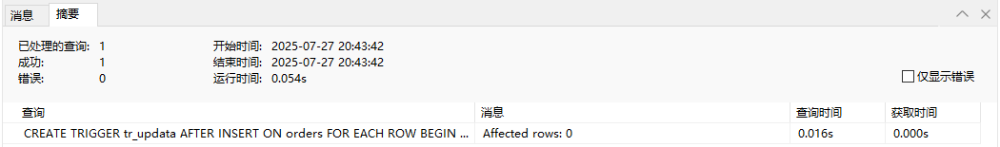 消息 摘要
已处理的查询: 1 开始时间: 2025-07-27 20:43:42
成功: 1 结束时间: 2025-07-27 20:43:42
错误: 0 运行时间: 0.054s
仅显示错误
查询 消息 查询时间 获取时间
CREATE TRIGGER tr_updata AFTER INSERT ON orders FOR EACH ROW BEGIN ... Affected rows: 0 0.016s 0.000s